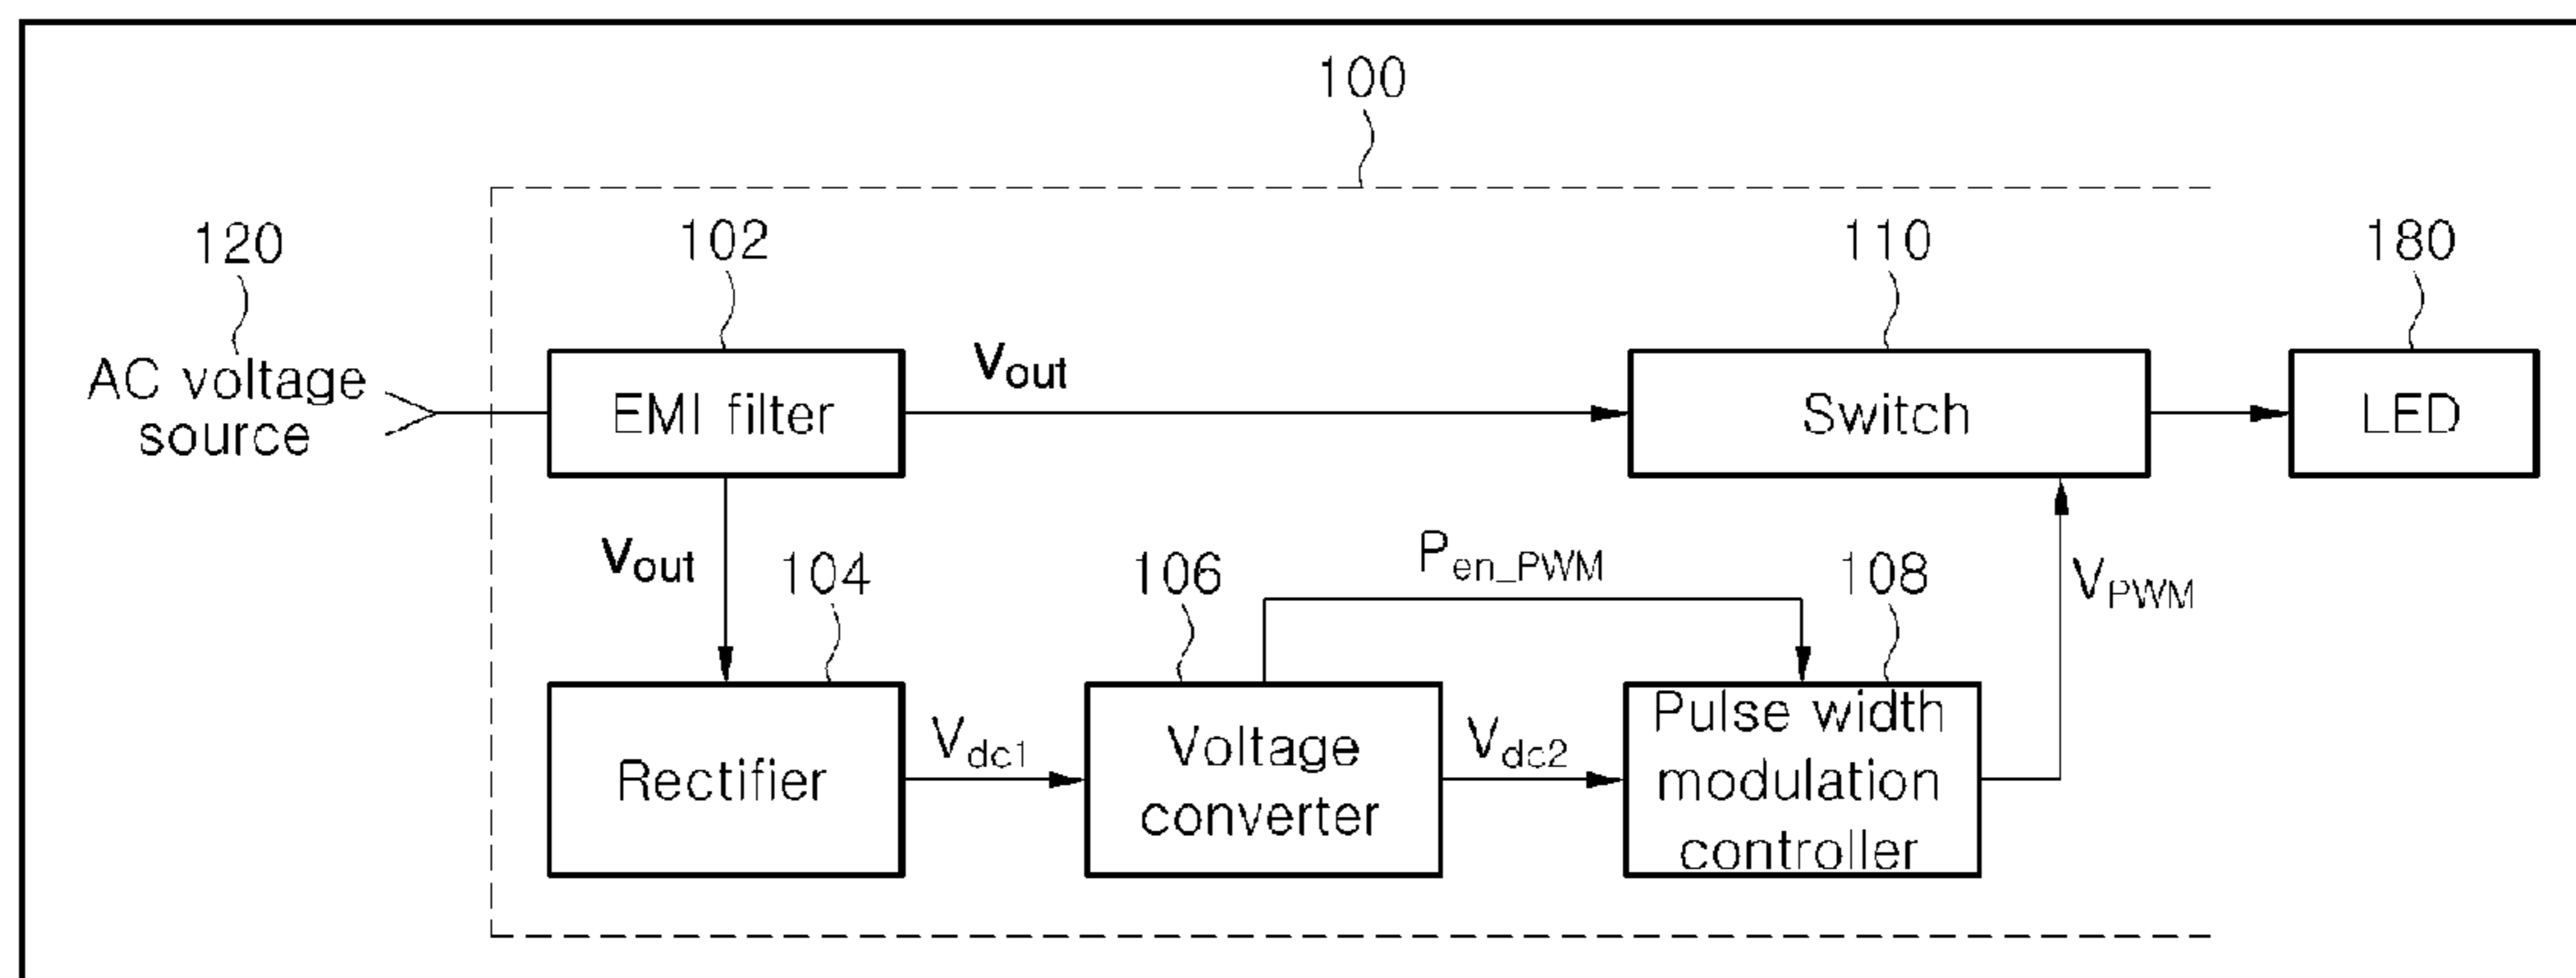 100
120
102
110
180
AC voltage
source
EMI filter
Vout
Switch
LED
Vout
104
106
Pen_PWM
108
VPWM
Rectifier
Vdc1
Voltage
converter
Vdc2
Pulse width
modulation
controller